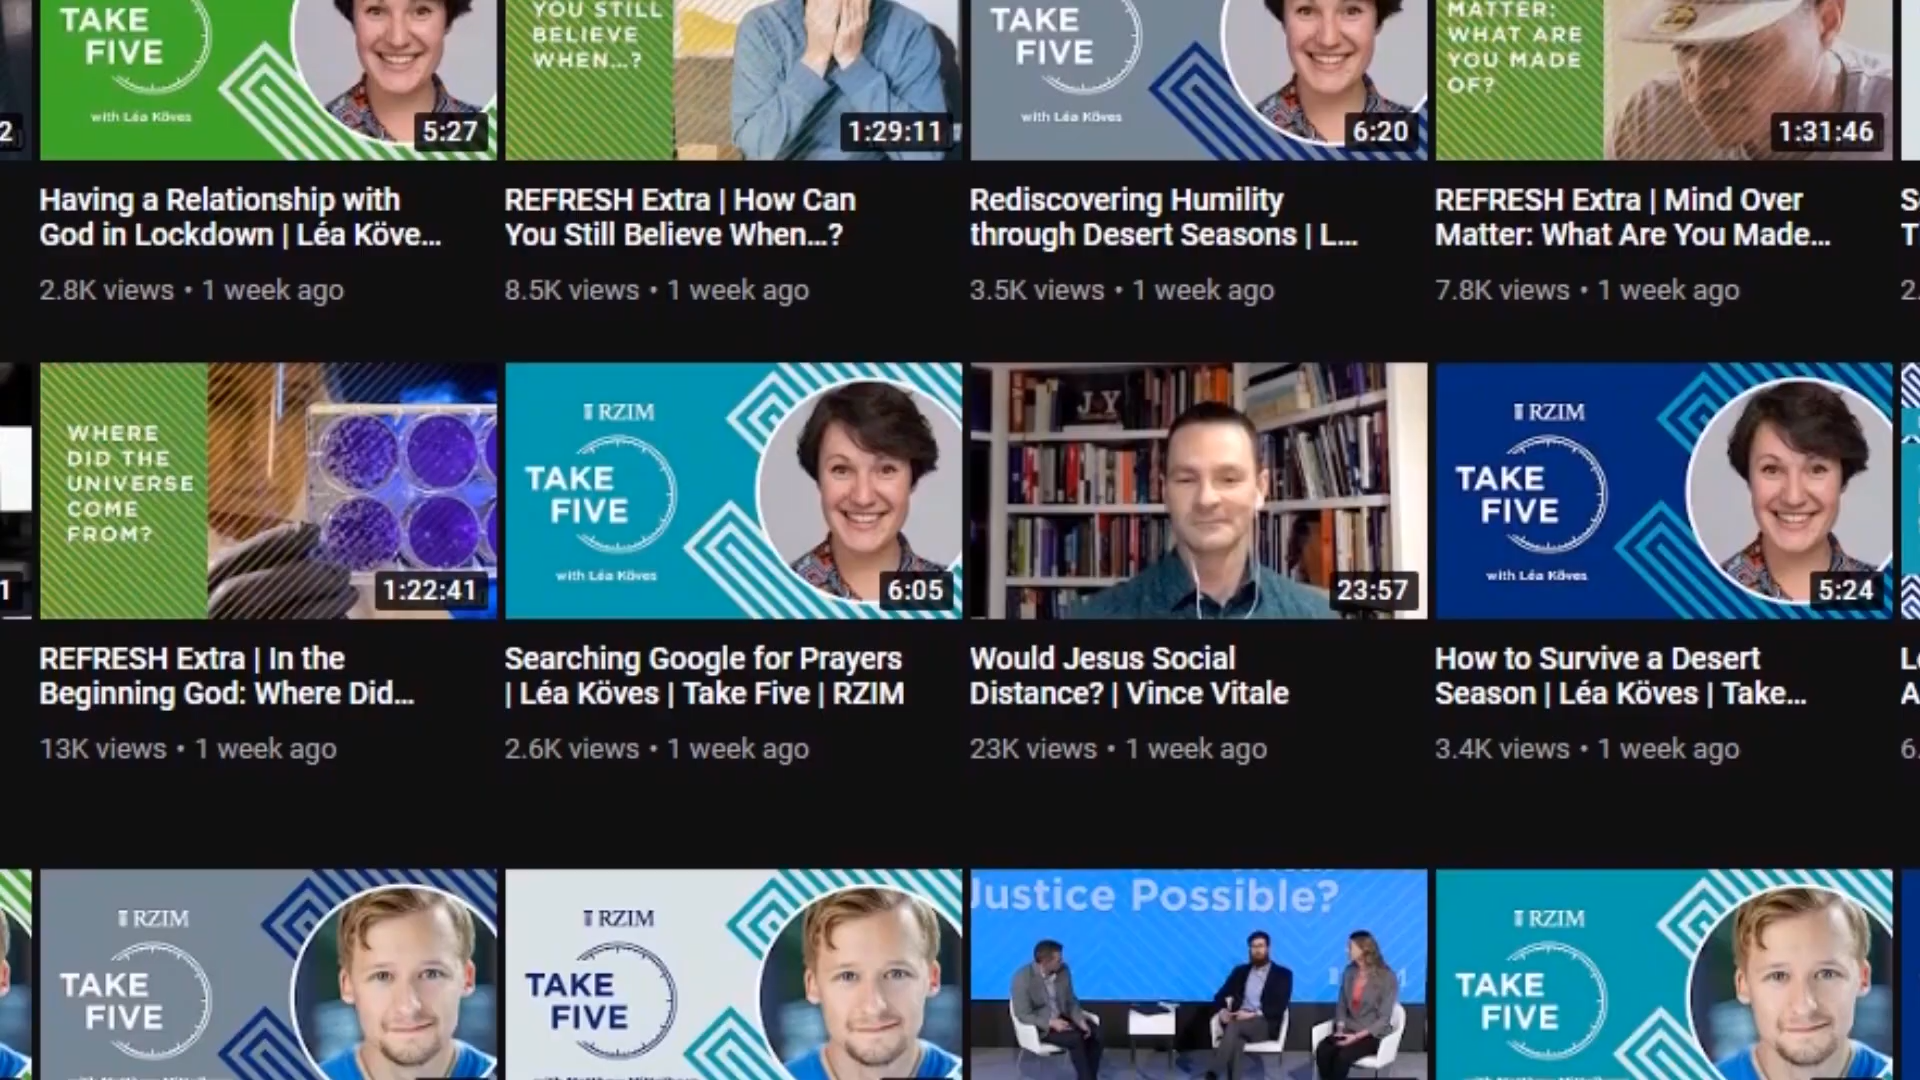 TAKE
FIVE
with Léa Köves
5:27
YOU STILL
BELIEVE
WHEN...?
1:29:11
TAKE
FIVE
with Léa Köves
6:20
MATTER:
WHAT ARE
YOU MADE
OF?
1:31:46
Having a Relationship with
God in Lockdown | Léa Köve...
2.8K views • 1 week ago
REFRESH Extra | How Can
You Still Believe When...?
8.5K views • 1 week ago
Rediscovering Humility
through Desert Seasons | L...
3.5K views • 1 week ago
REFRESH Extra | Mind Over
Matter: What Are You Made...
7.8K views • 1 week ago
WHERE
DID THE
UNIVERSE
COME
FROM?
1:22:41
RZIM
TAKE
FIVE
with Léa Köves
6:05
J.Y
23:57
RZIM
TAKE
FIVE
with Léa Köves
5:24
REFRESH Extra | In the
Beginning God: Where Did...
13K views • 1 week ago
Searching Google for Prayers
| Léa Köves | Take Five | RZIM
2.6K views • 1 week ago
Would Jesus Social
Distance? | Vince Vitale
23K views • 1 week ago
How to Survive a Desert
Season | Léa Köves | Take...
3.4K views • 1 week ago
RZIM
TAKE
FIVE
RZIM
TAKE
FIVE
Justice Possible?
RZIM
TAKE
FIVE